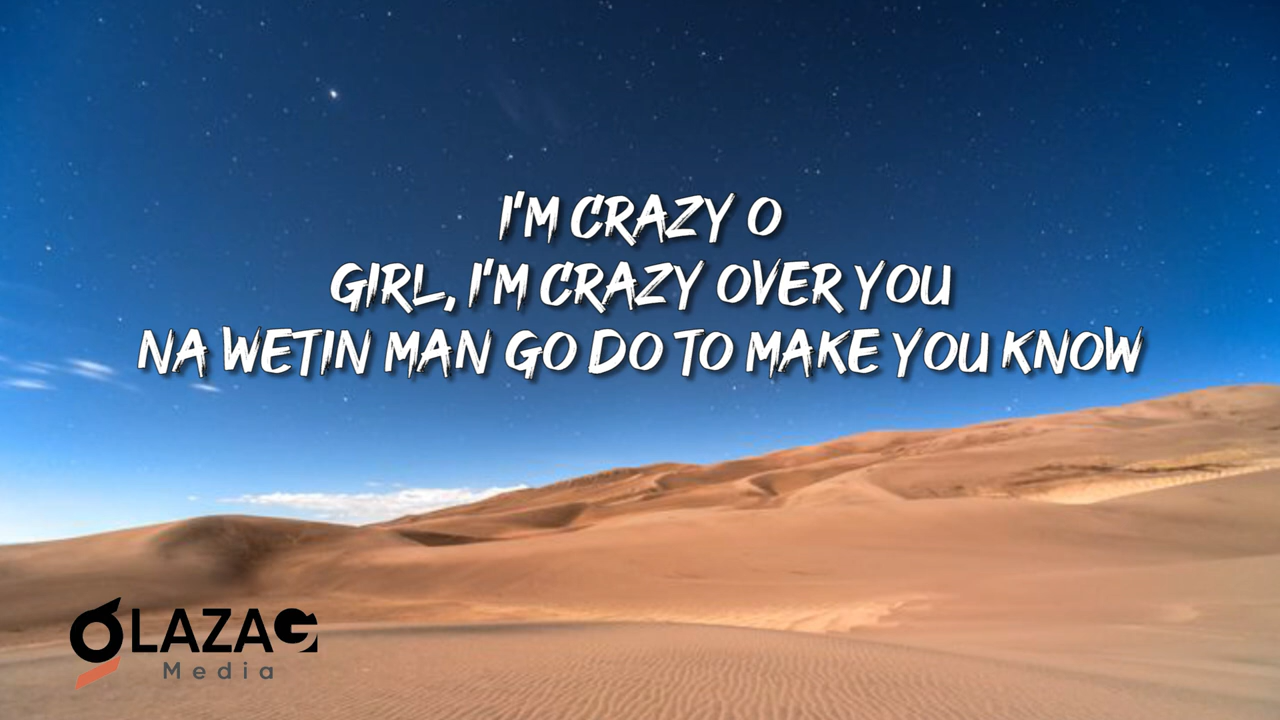 I'M CRAZY O
GIRL, I'M CRAZY OVER YOU
NA WETIN MAN GO DO TO MAKE YOU KNOW
OLAZAG
Media